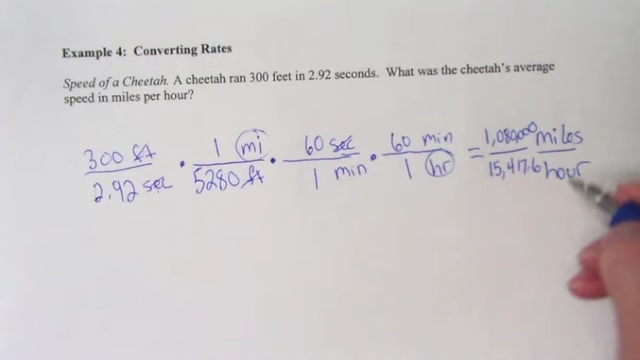 Example 4: Converting Rates
Speed of a Cheetah. A cheetah ran 300 feet in 2.92 seconds. What was the cheetah's average
speed in miles per hour?
300 ft / 2.92 sec · 1 mi / 5280 ft · 60 sec / 1 min · 60 min / 1 hr = 1,080,000 miles / 15,417.6 hour